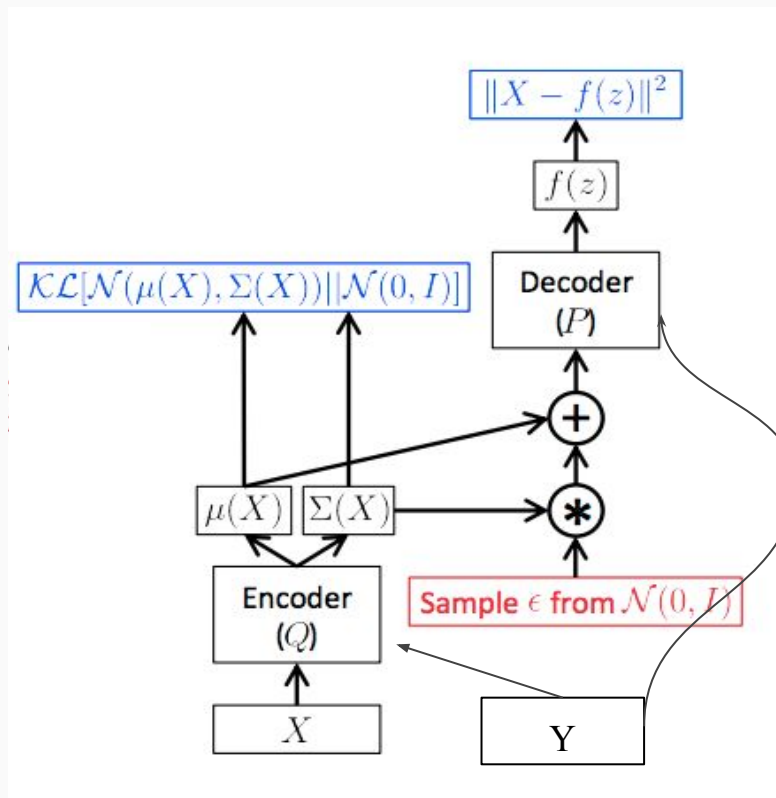 ‖X − f(z)‖²
f(z)
Decoder
(P)
𝒦ℒ[𝒩(μ(X), Σ(X))||𝒩(0, I)]
+
μ(X)
Σ(X)
*
Encoder
(Q)
Sample ϵ from 𝒩(0, I)
X
Y